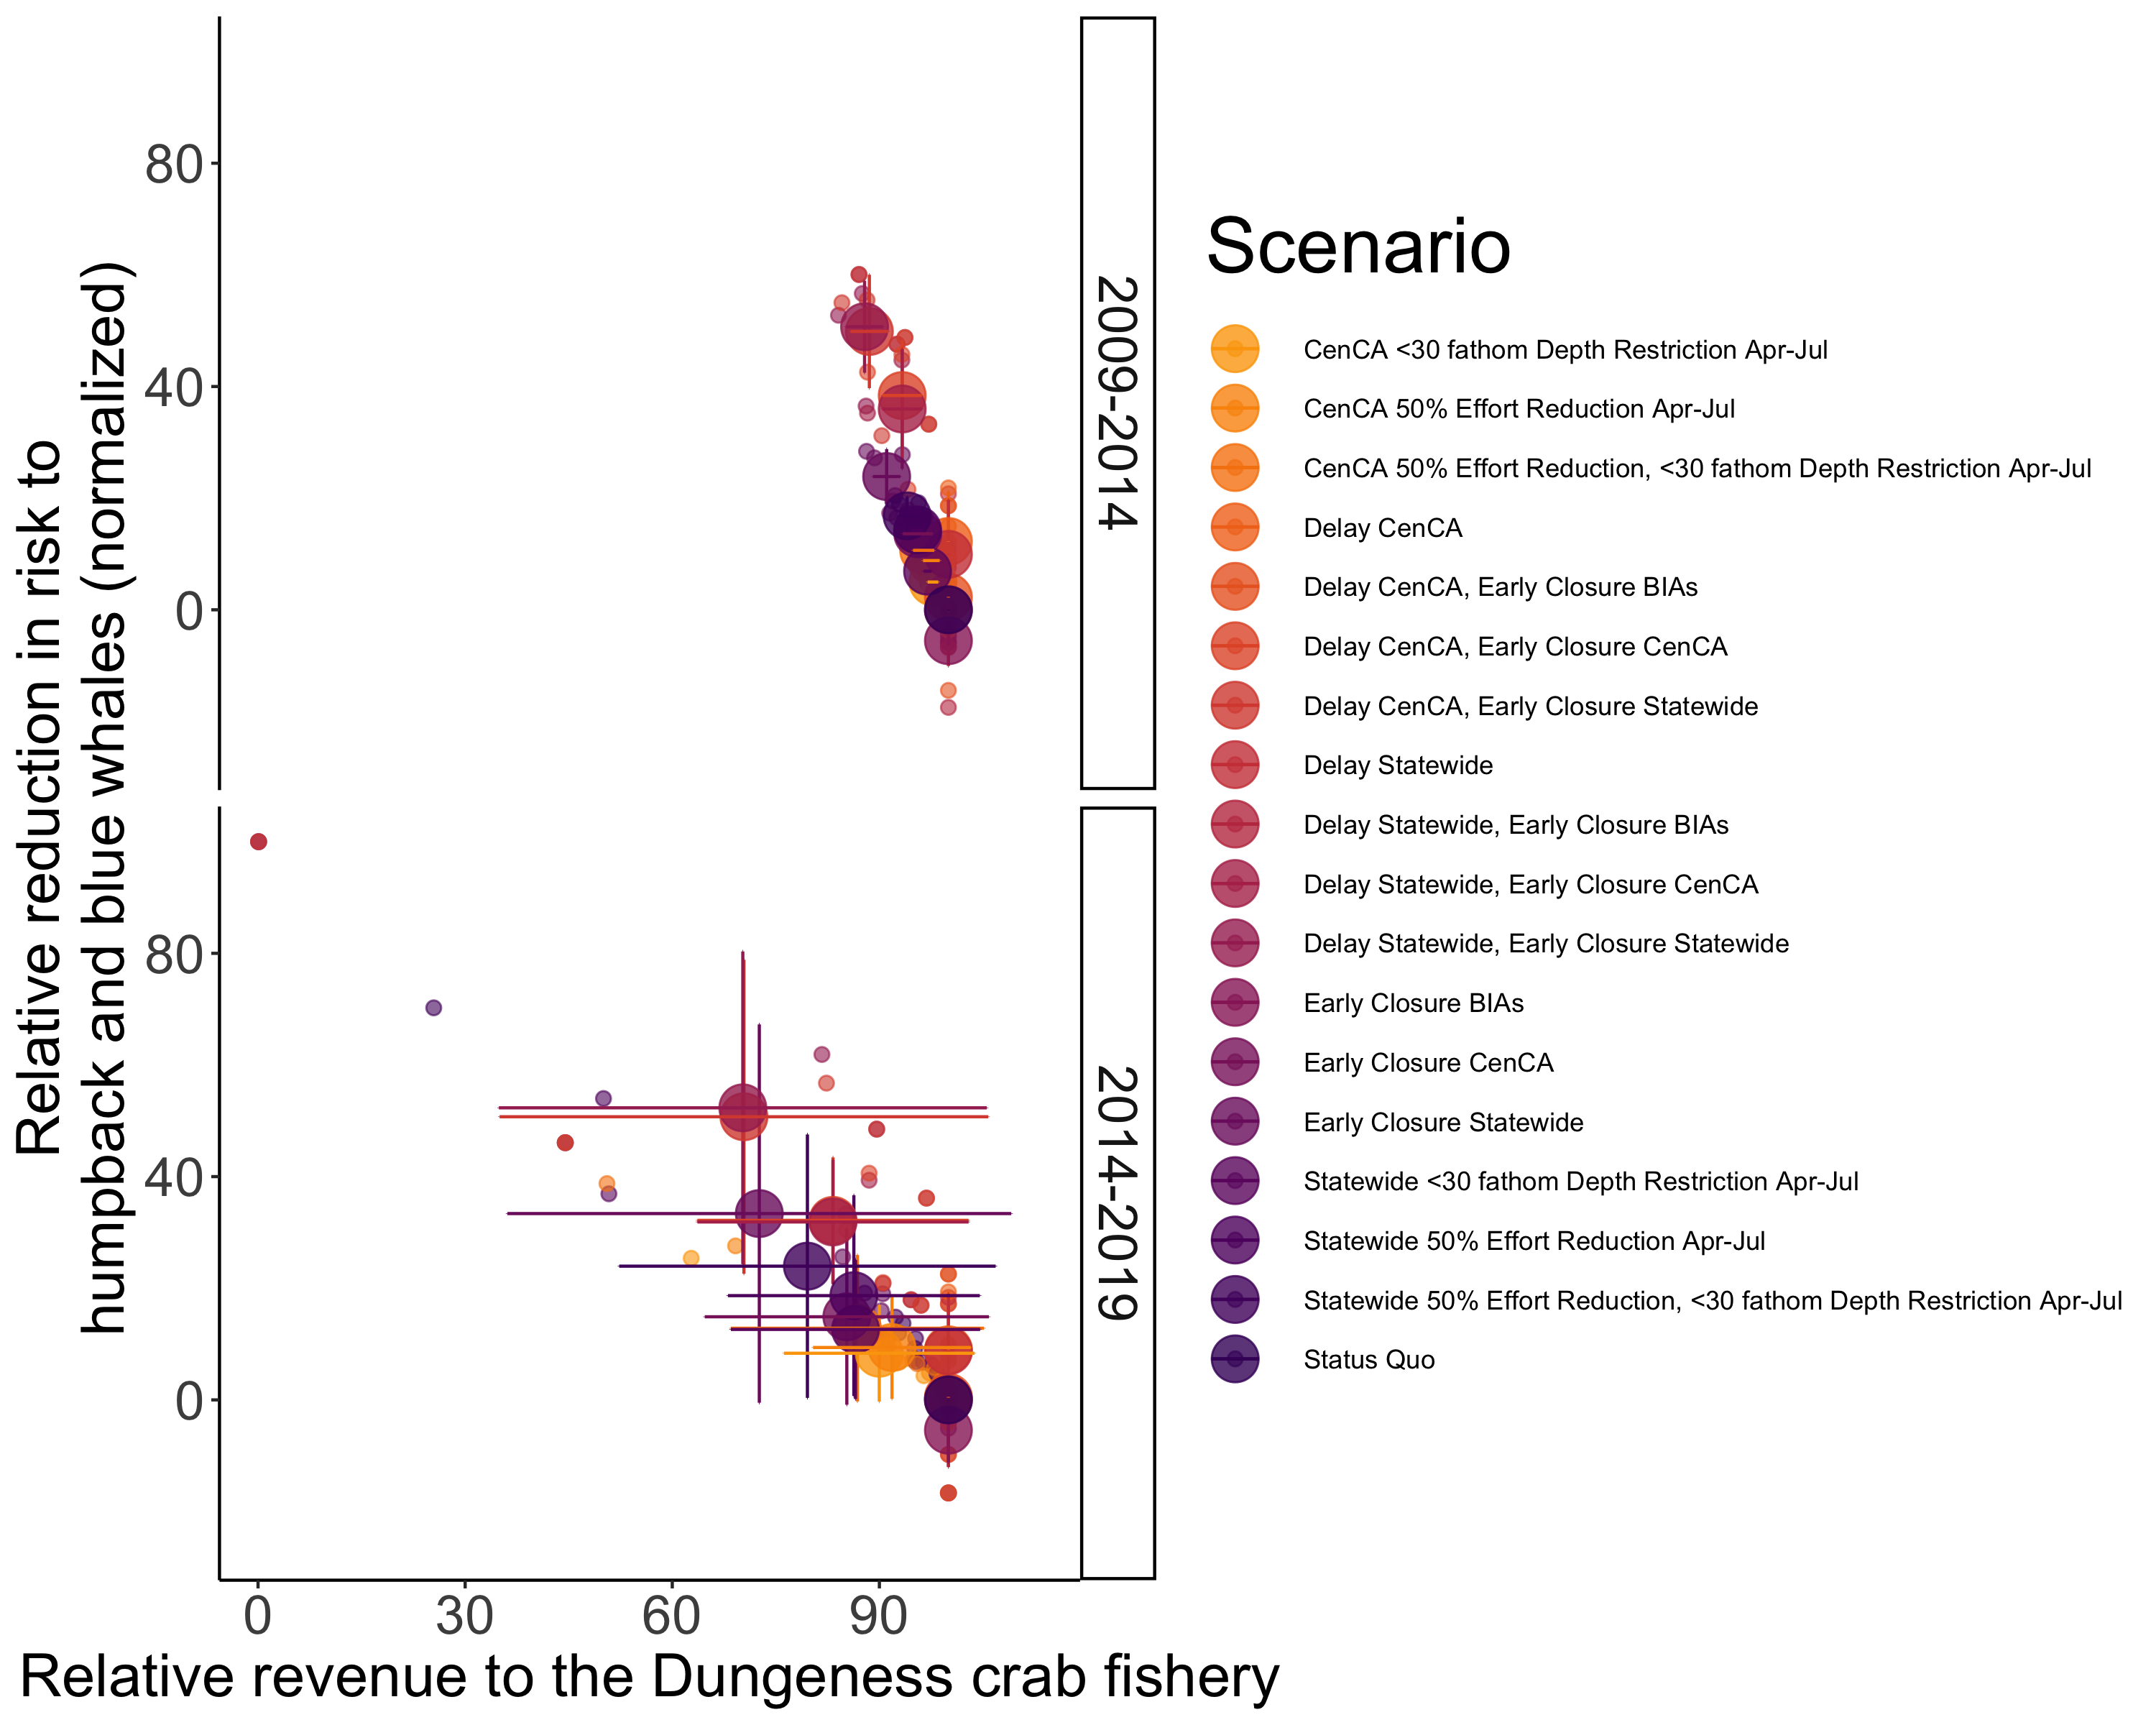 Relative reduction in risk to
humpback and blue whales (normalized)
80
40
0
2009-2014
80
40
0
2014-2019
0 30 60 90
Relative revenue to the Dungeness crab fishery
Scenario
CenCA <30 fathom Depth Restriction Apr-Jul
CenCA 50% Effort Reduction Apr-Jul
CenCA 50% Effort Reduction, <30 fathom Depth Restriction Apr-Jul
Delay CenCA
Delay CenCA, Early Closure BIAs
Delay CenCA, Early Closure CenCA
Delay CenCA, Early Closure Statewide
Delay Statewide
Delay Statewide, Early Closure BIAs
Delay Statewide, Early Closure CenCA
Delay Statewide, Early Closure Statewide
Early Closure BIAs
Early Closure CenCA
Early Closure Statewide
Statewide <30 fathom Depth Restriction Apr-Jul
Statewide 50% Effort Reduction Apr-Jul
Statewide 50% Effort Reduction, <30 fathom Depth Restriction Apr-Jul
Status Quo